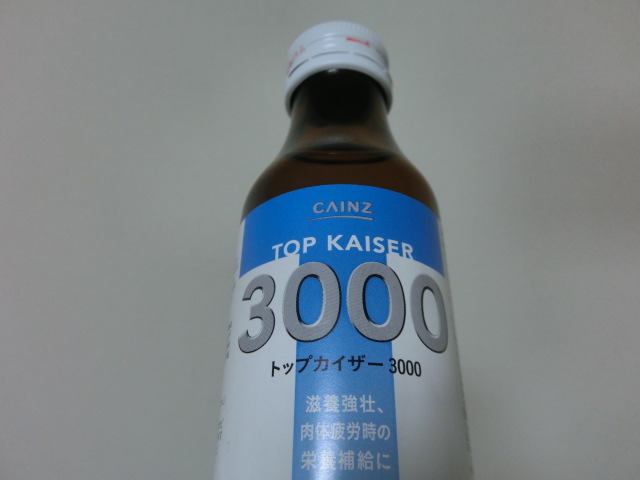 CAINZ
TOP KAISER
3000
トップカイザー 3000
滋養強壮、
肉体疲労時の
栄養補給に